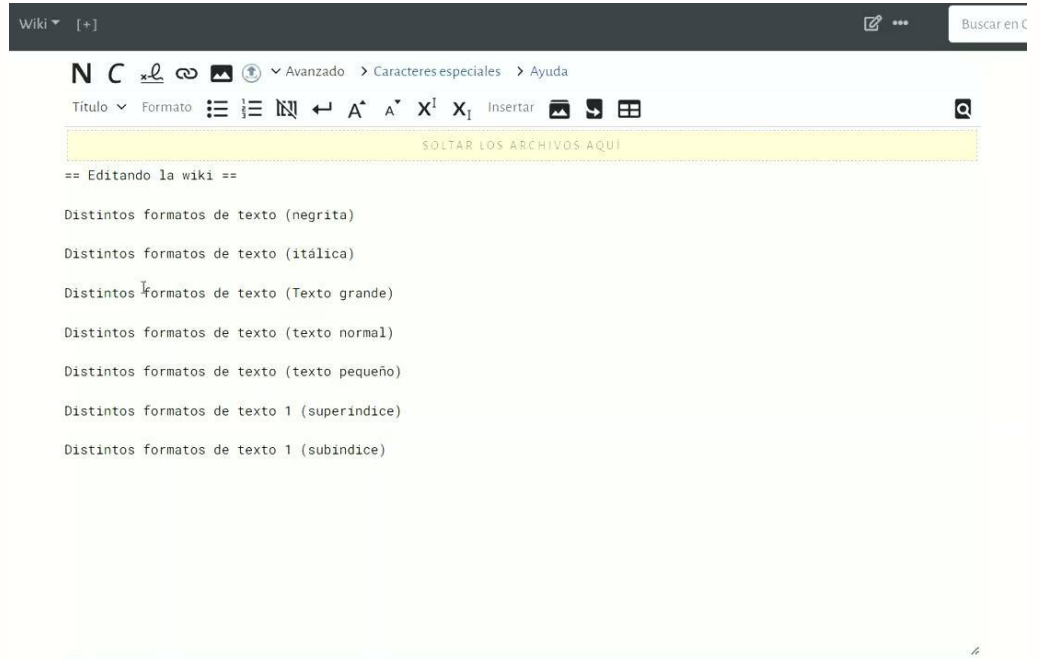 Wiki [+] Buscar en
N C Avanzado Caracteres especiales Ayuda
Título Formato Insertar
SOLTAR LOS ARCHIVOS AQUÍ
== Editando la wiki ==
Distintos formatos de texto (negrita)
Distintos formatos de texto (itálica)
Distintos formatos de texto (Texto grande)
Distintos formatos de texto (texto normal)
Distintos formatos de texto (texto pequeño)
Distintos formatos de texto 1 (superíndice)
Distintos formatos de texto 1 (subíndice)